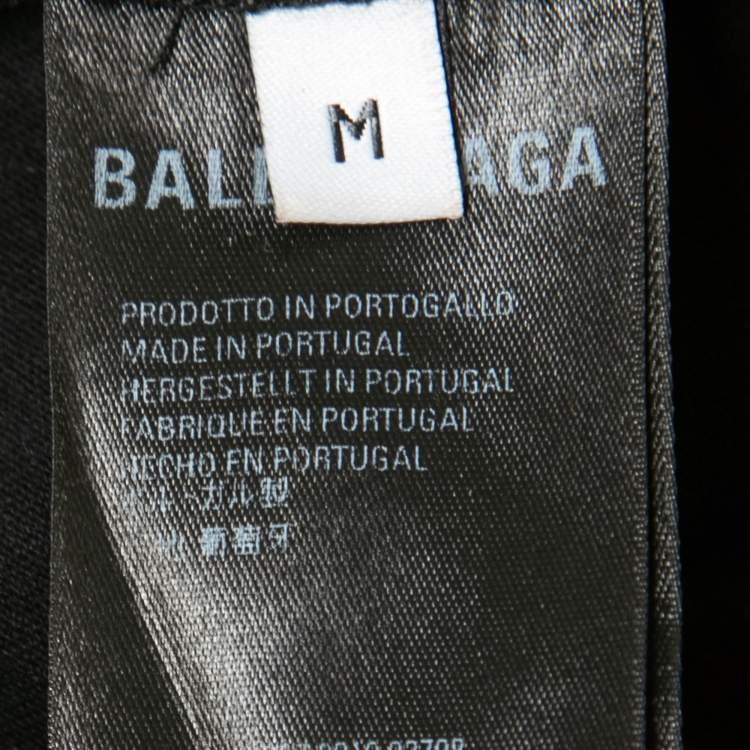 M
BAL AGA
PRODOTTO IN PORTOGALLO
MADE IN PORTUGAL
HERGESTELLT IN PORTUGAL
FABRIQUE EN PORTUGAL
HECHO EN PORTUGAL
ガル製
葡萄牙